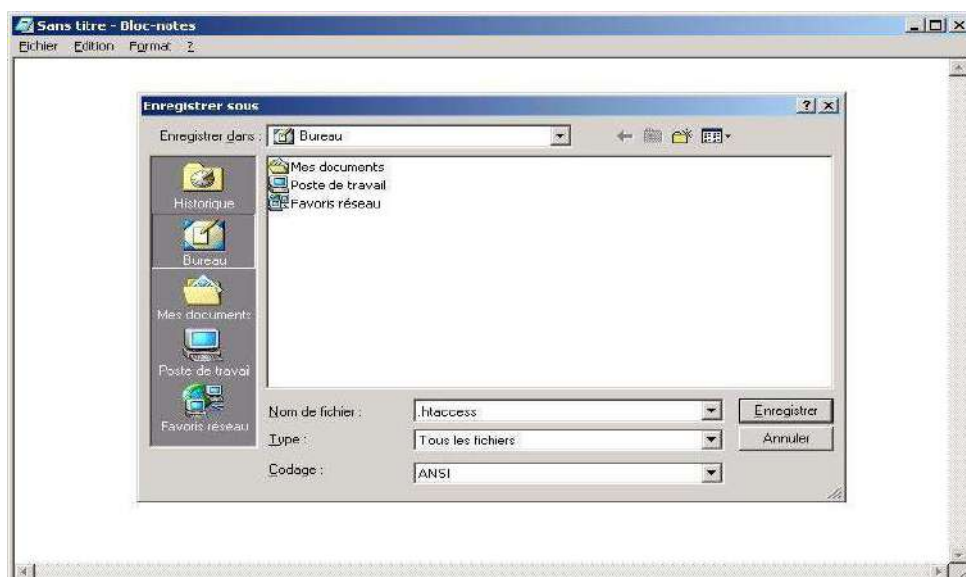 Sans titre - Bloc-notes
Fichier Edition Format ?
Enregistrer sous
Enregistrer dans : Bureau
Historique
Bureau
Mes documents
Poste de travail
Favoris réseau
Mes documents
Poste de travail
Favoris réseau
Nom de fichier : .htaccess Enregistrer
Type : Tous les fichiers Annuler
Codage : ANSI